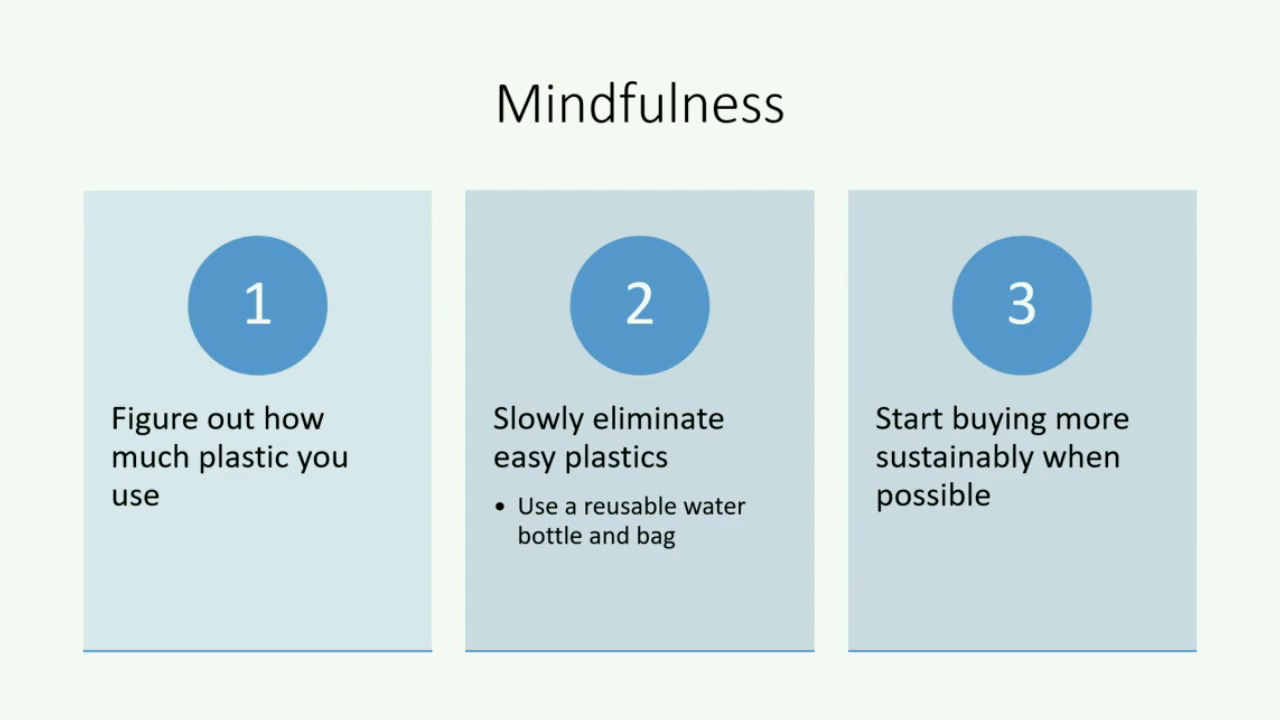 Mindfulness
1
Figure out how
much plastic you
use
2
Slowly eliminate
easy plastics
• Use a reusable water
bottle and bag
3
Start buying more
sustainably when
possible